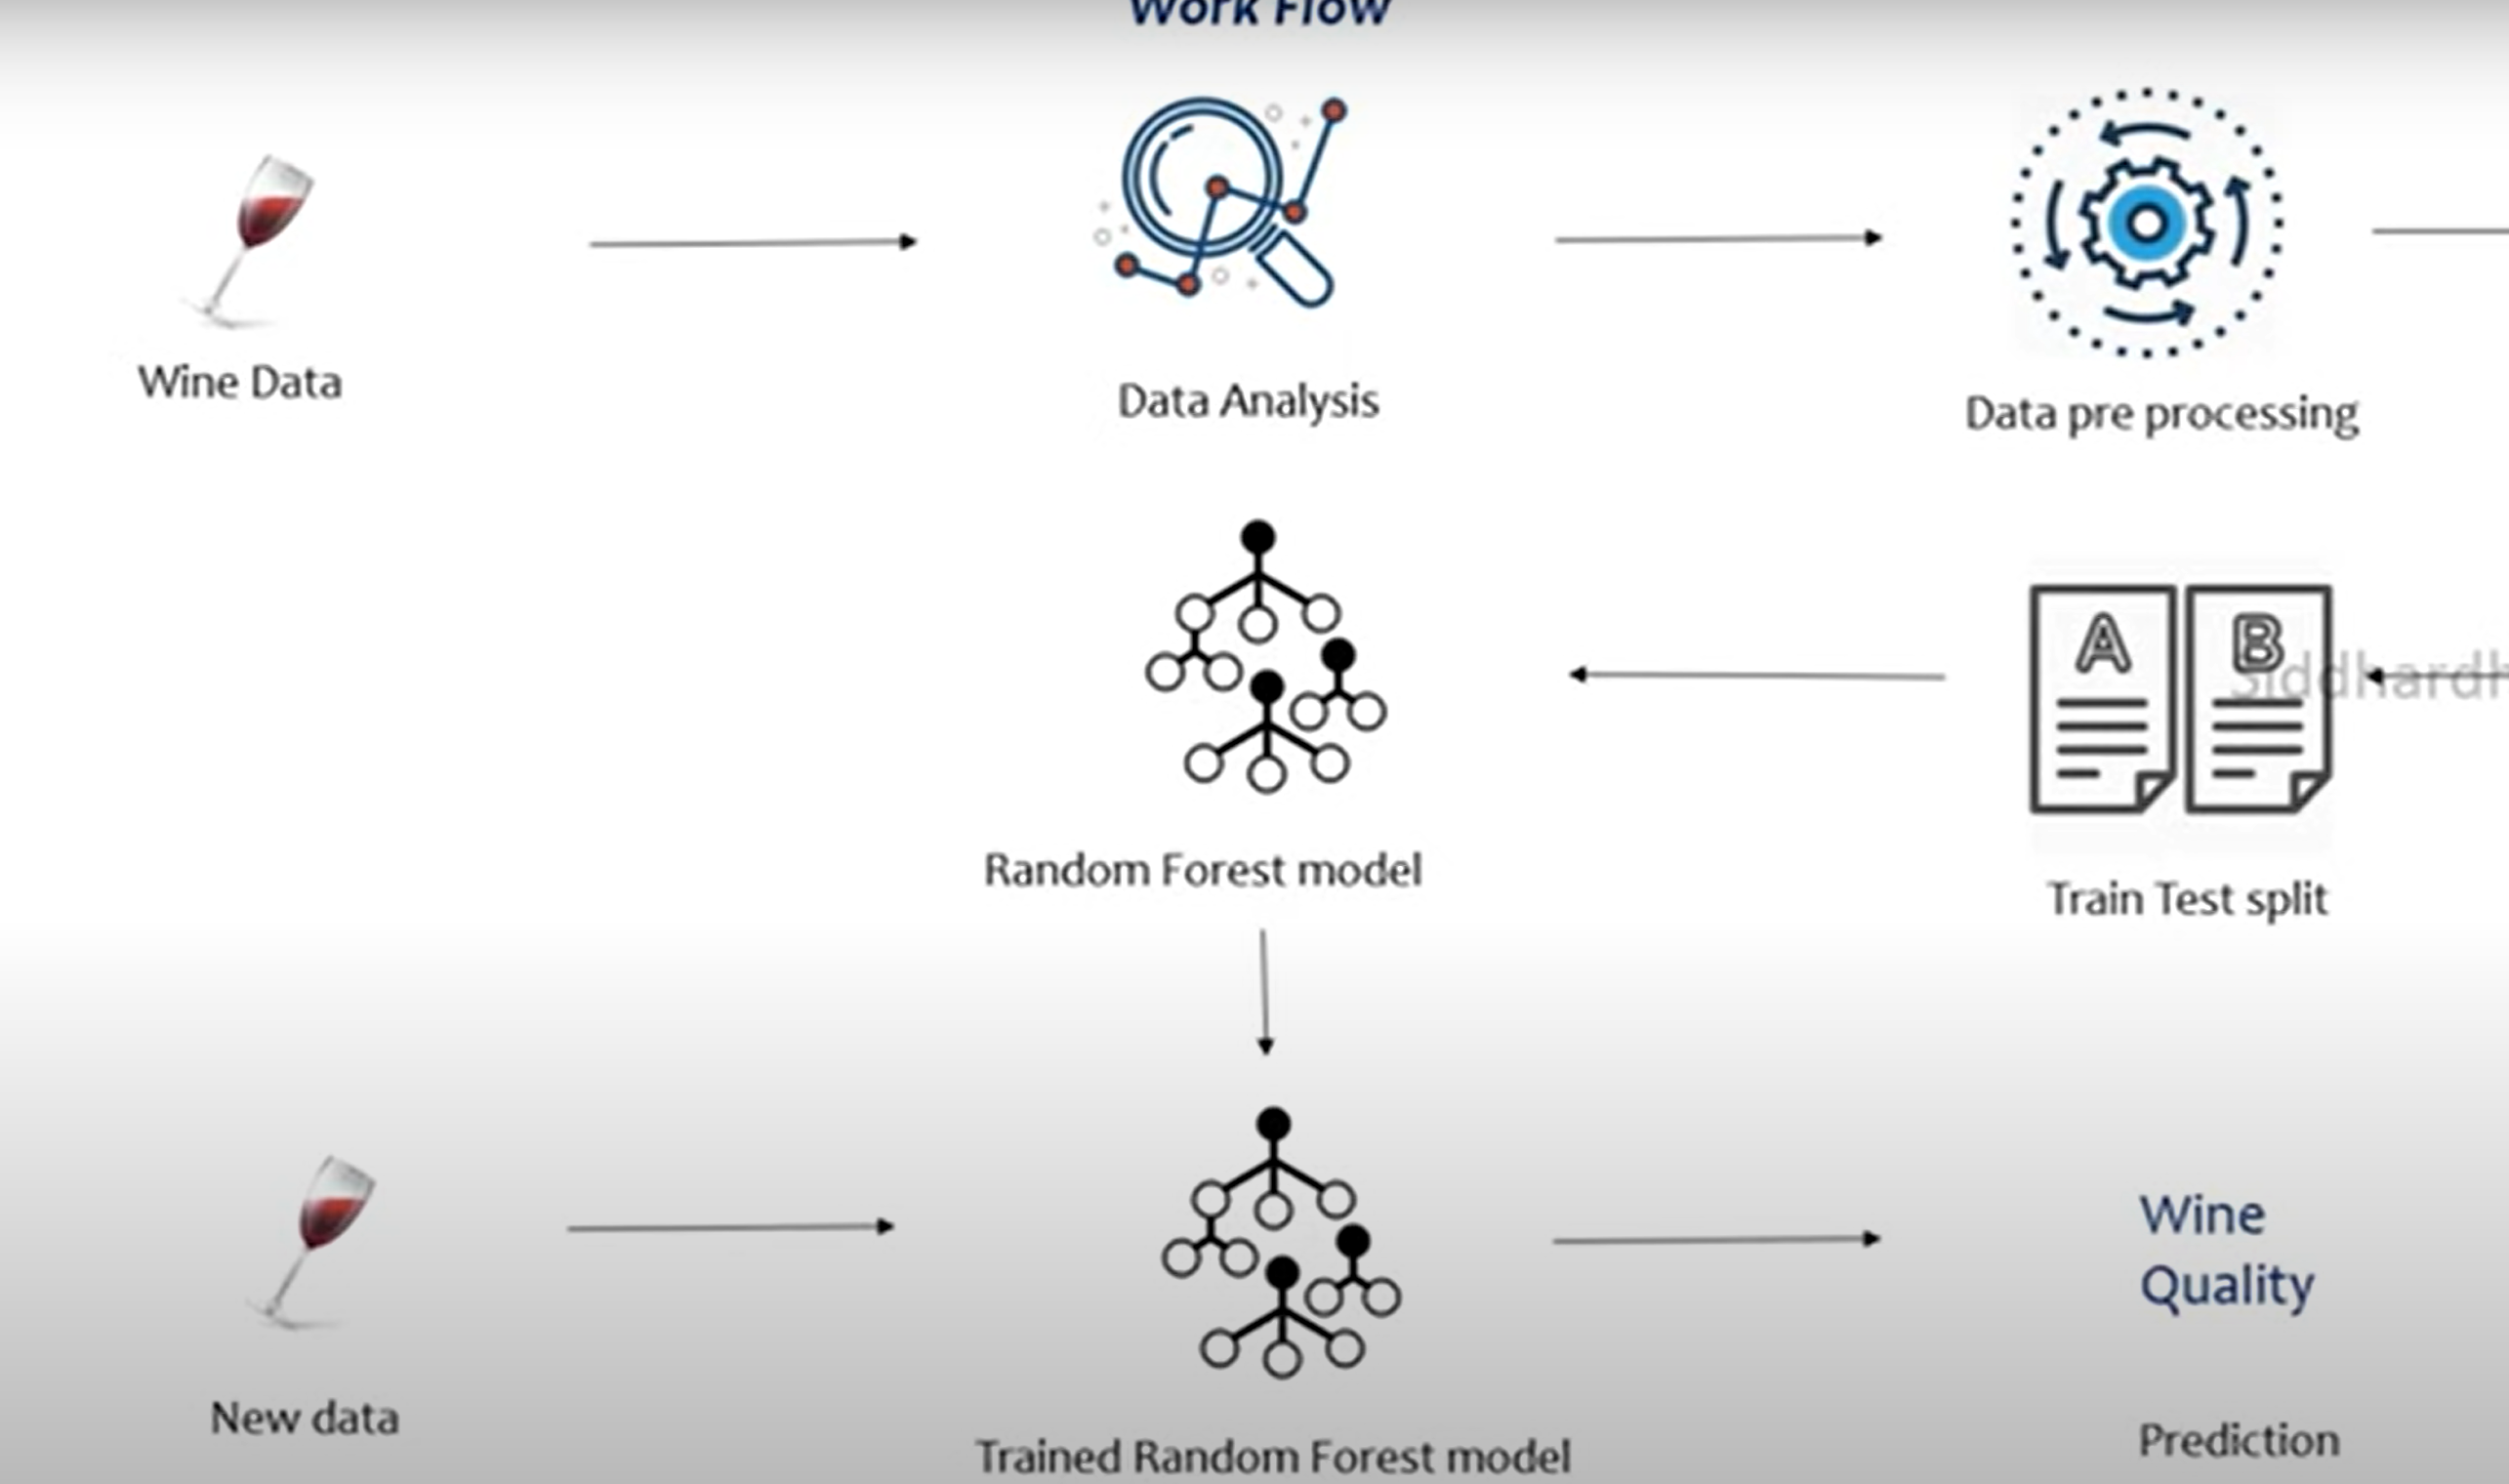 Work Flow
Wine Data
Data Analysis
Data pre processing
A
B
Random Forest model
Train Test split
Wine
Quality
New data
Trained Random Forest model
Prediction